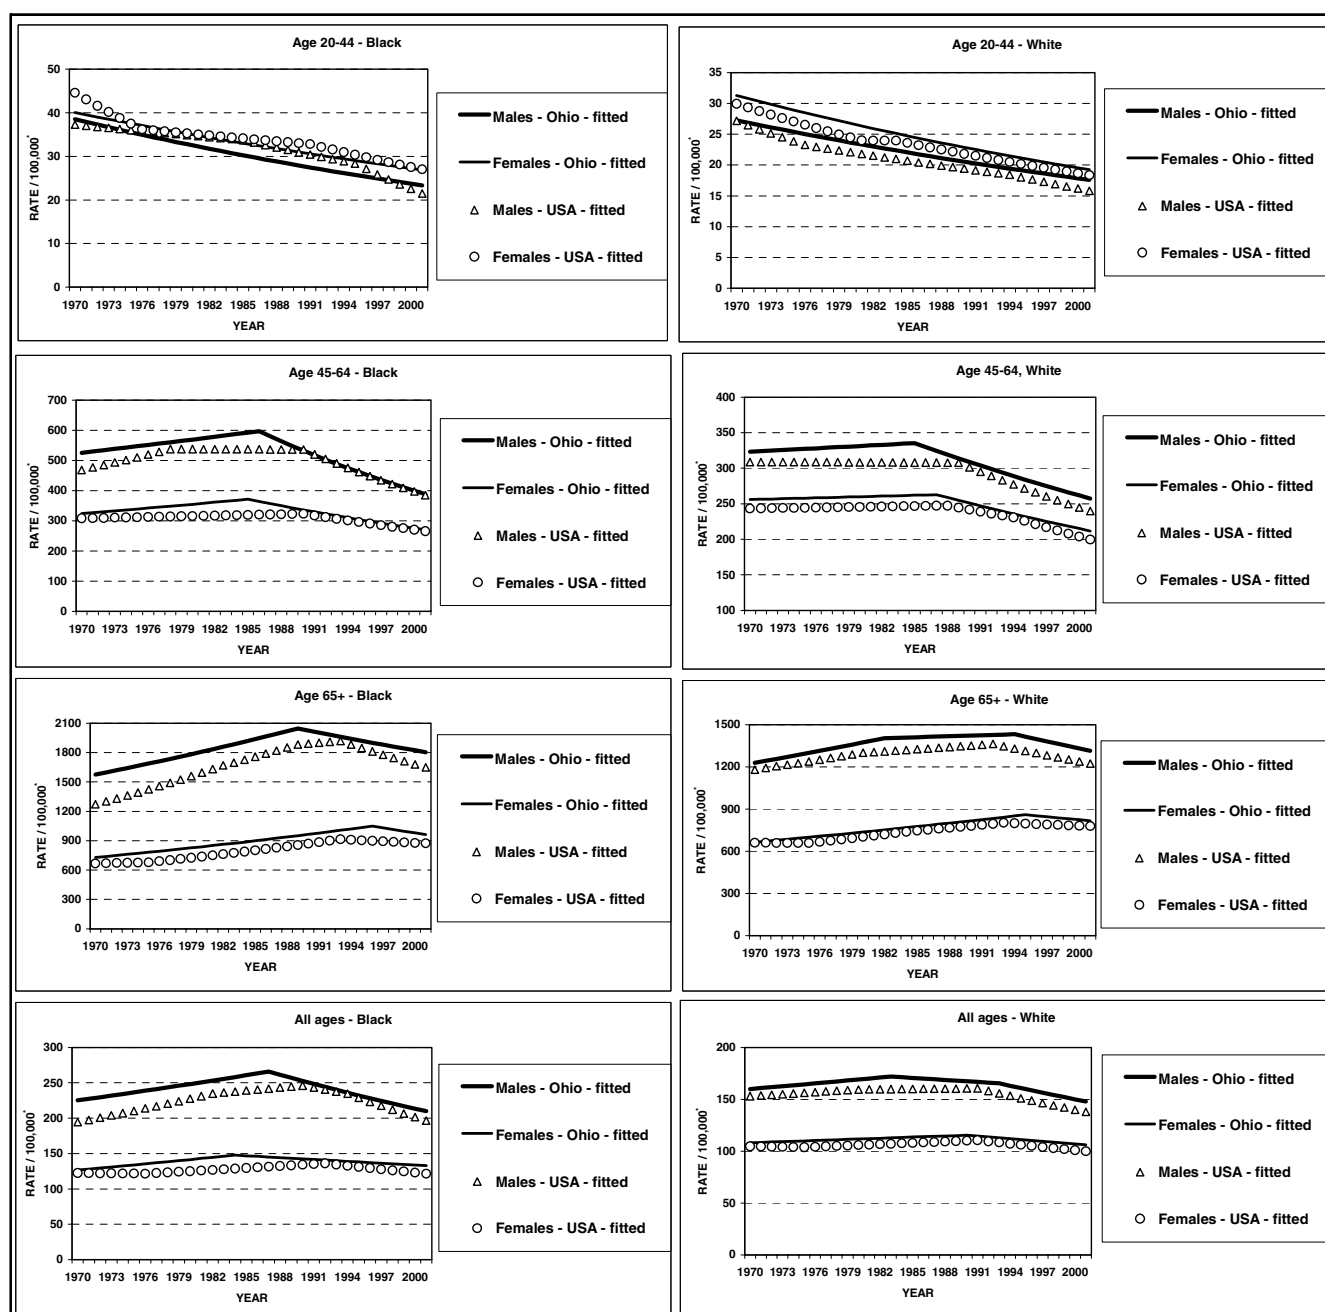 Age 20-44 - Black
50
40
30
20
10
0
RATE / 100,000*
1970 1973 1976 1979 1982 1985 1988 1991 1994 1997 2000
YEAR
Males - Ohio - fitted
Females - Ohio - fitted
Males - USA - fitted
Females - USA - fitted
Age 20-44 - White
35
30
25
20
15
10
5
0
RATE / 100,000*
1970 1973 1976 1979 1982 1985 1988 1991 1994 1997 2000
YEAR
Males - Ohio - fitted
Females - Ohio - fitted
Males - USA - fitted
Females - USA - fitted
Age 45-64 - Black
700
600
500
400
300
200
100
0
RATE / 100,000*
1970 1973 1976 1979 1982 1985 1988 1991 1994 1997 2000
YEAR
Males - Ohio - fitted
Females - Ohio - fitted
Males - USA - fitted
Females - USA - fitted
Age 45-64, White
400
350
300
250
200
150
100
RATE / 100,000*
1970 1973 1976 1979 1982 1985 1988 1991 1994 1997 2000
YEAR
Males - Ohio - fitted
Females - Ohio - fitted
Males - USA - fitted
Females - USA - fitted
Age 65+ - Black
2100
1800
1500
1200
900
600
300
0
RATE / 100,000*
1970 1973 1976 1979 1982 1985 1988 1991 1994 1997 2000
YEAR
Males - Ohio - fitted
Females - Ohio - fitted
Males - USA - fitted
Females - USA - fitted
Age 65+ - White
1500
1200
900
600
300
0
RATE / 100,000*
1970 1973 1976 1979 1982 1985 1988 1991 1994 1997 2000
YEAR
Males - Ohio - fitted
Females - Ohio - fitted
Males - USA - fitted
Females - USA - fitted
All ages - Black
300
250
200
150
100
50
0
RATE / 100,000*
1970 1973 1976 1979 1982 1985 1988 1991 1994 1997 2000
YEAR
Males - Ohio - fitted
Females - Ohio - fitted
Males - USA - fitted
Females - USA - fitted
All ages - White
200
150
100
50
0
RATE / 100,000*
1970 1973 1976 1979 1982 1985 1988 1991 1994 1997 2000
YEAR
Males - Ohio - fitted
Females - Ohio - fitted
Males - USA - fitted
Females - USA - fitted